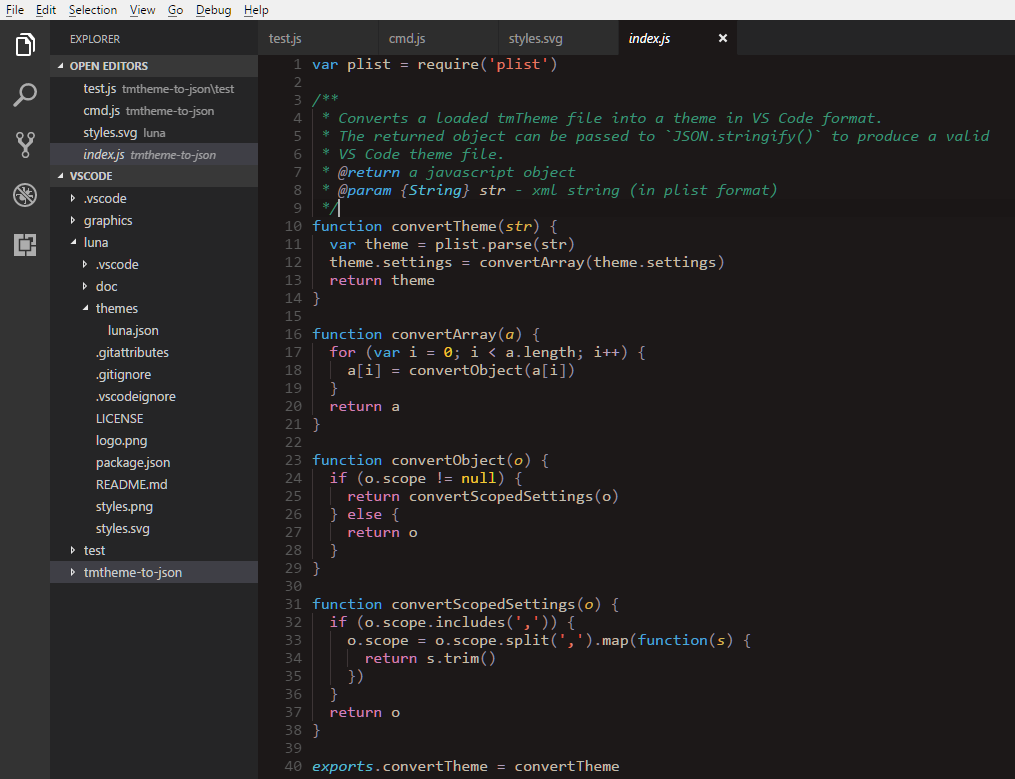 File Edit Selection View Go Debug Help
EXPLORER
OPEN EDITORS
test.js tmtheme-to-json\test
cmd.js tmtheme-to-json
styles.svg luna
index.js tmtheme-to-json
VSCODE
.vscode
graphics
luna
.vscode
doc
themes
luna.json
.gitattributes
.gitignore
.vscodeignore
LICENSE
logo.png
package.json
README.md
styles.png
styles.svg
test
tmtheme-to-json
test.js cmd.js styles.svg index.js ×
1 var plist = require('plist')
2
3 /**
4  * Converts a loaded tmTheme file into a theme in VS Code format.
5  * The returned object can be passed to `JSON.stringify()` to produce a valid
6  * VS Code theme file.
7  * @return a javascript object
8  * @param {String} str - xml string (in plist format)
9  */
10 function convertTheme(str) {
11   var theme = plist.parse(str)
12   theme.settings = convertArray(theme.settings)
13   return theme
14 }
15
16 function convertArray(a) {
17   for (var i = 0; i < a.length; i++) {
18     a[i] = convertObject(a[i])
19   }
20   return a
21 }
22
23 function convertObject(o) {
24   if (o.scope != null) {
25     return convertScopedSettings(o)
26   } else {
27     return o
28   }
29 }
30
31 function convertScopedSettings(o) {
32   if (o.scope.includes(',')) {
33     o.scope = o.scope.split(',').map(function(s) {
34       return s.trim()
35     })
36   }
37   return o
38 }
39
40 exports.convertTheme = convertTheme